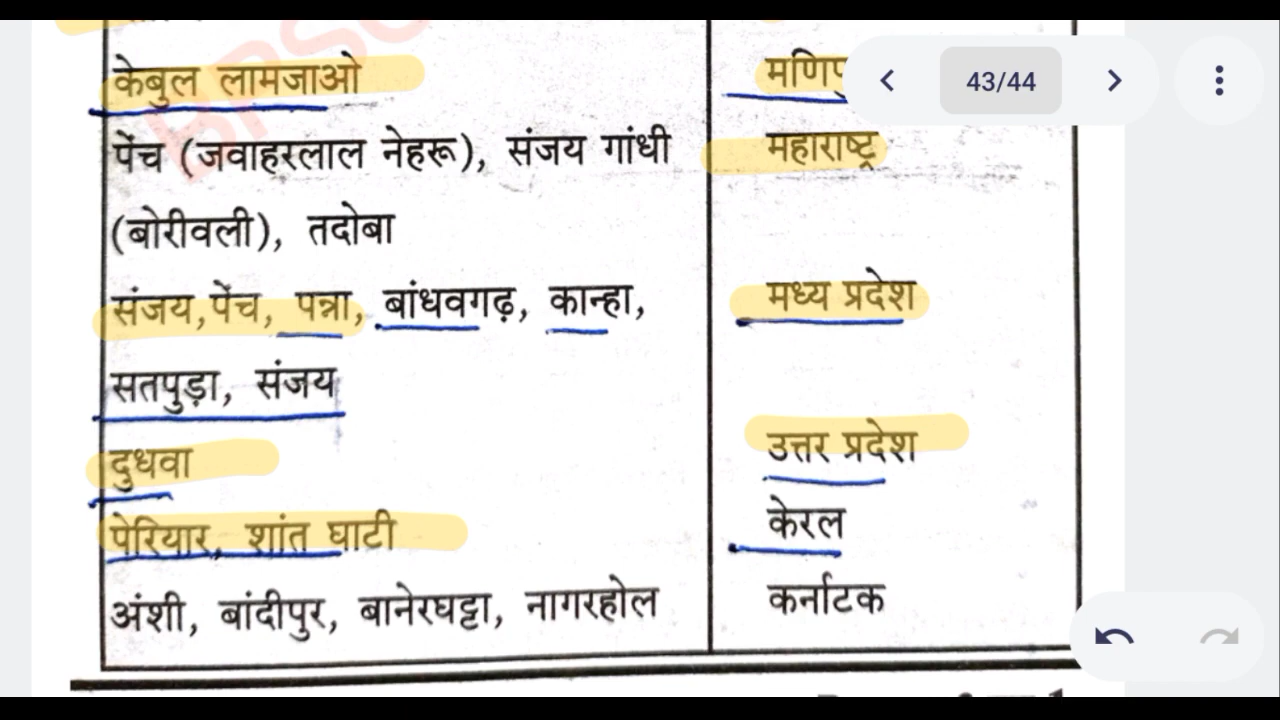 केबुल लामजाओ
43/44
पेंच (जवाहरलाल नेहरू), संजय गांधी महाराष्ट्र
(बोरीवली), तदोबा
संजय, पेंच, पन्ना, बांधवगढ़, कान्हा, मध्य प्रदेश
सतपुड़ा, संजय
दुधवा उत्तर प्रदेश
पेरियार, शांत घाटी केरल
अंशी, बांदीपुर, बानेरघट्टा, नागरहोल कर्नाटक